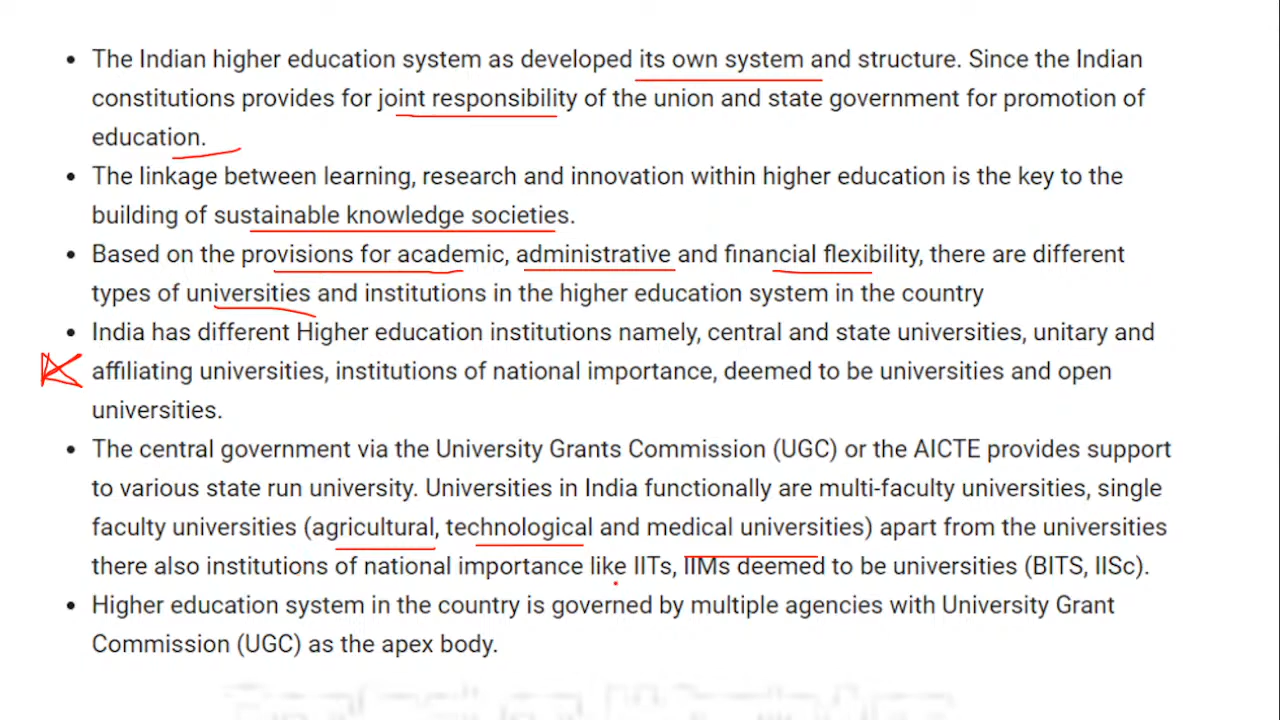 • The Indian higher education system as developed its own system and structure. Since the Indian
constitutions provides for joint responsibility of the union and state government for promotion of
education.
• The linkage between learning, research and innovation within higher education is the key to the
building of sustainable knowledge societies.
• Based on the provisions for academic, administrative and financial flexibility, there are different
types of universities and institutions in the higher education system in the country
• India has different Higher education institutions namely, central and state universities, unitary and
affiliating universities, institutions of national importance, deemed to be universities and open
universities.
• The central government via the University Grants Commission (UGC) or the AICTE provides support
to various state run university. Universities in India functionally are multi-faculty universities, single
faculty universities (agricultural, technological and medical universities) apart from the universities
there also institutions of national importance like IITs, IIMs deemed to be universities (BITS, IISc).
• Higher education system in the country is governed by multiple agencies with University Grant
Commission (UGC) as the apex body.